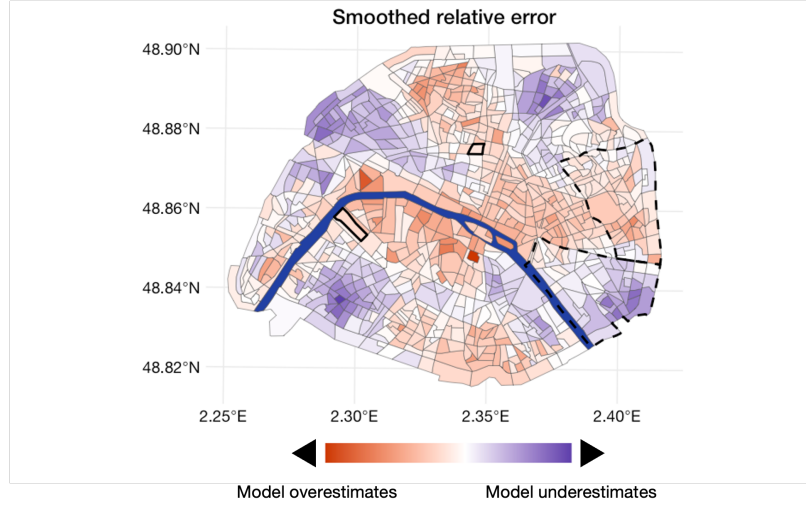 Smoothed relative error
48.90°N
48.88°N
48.86°N
48.84°N
48.82°N
2.25°E 2.30°E 2.35°E 2.40°E
Model overestimates Model underestimates